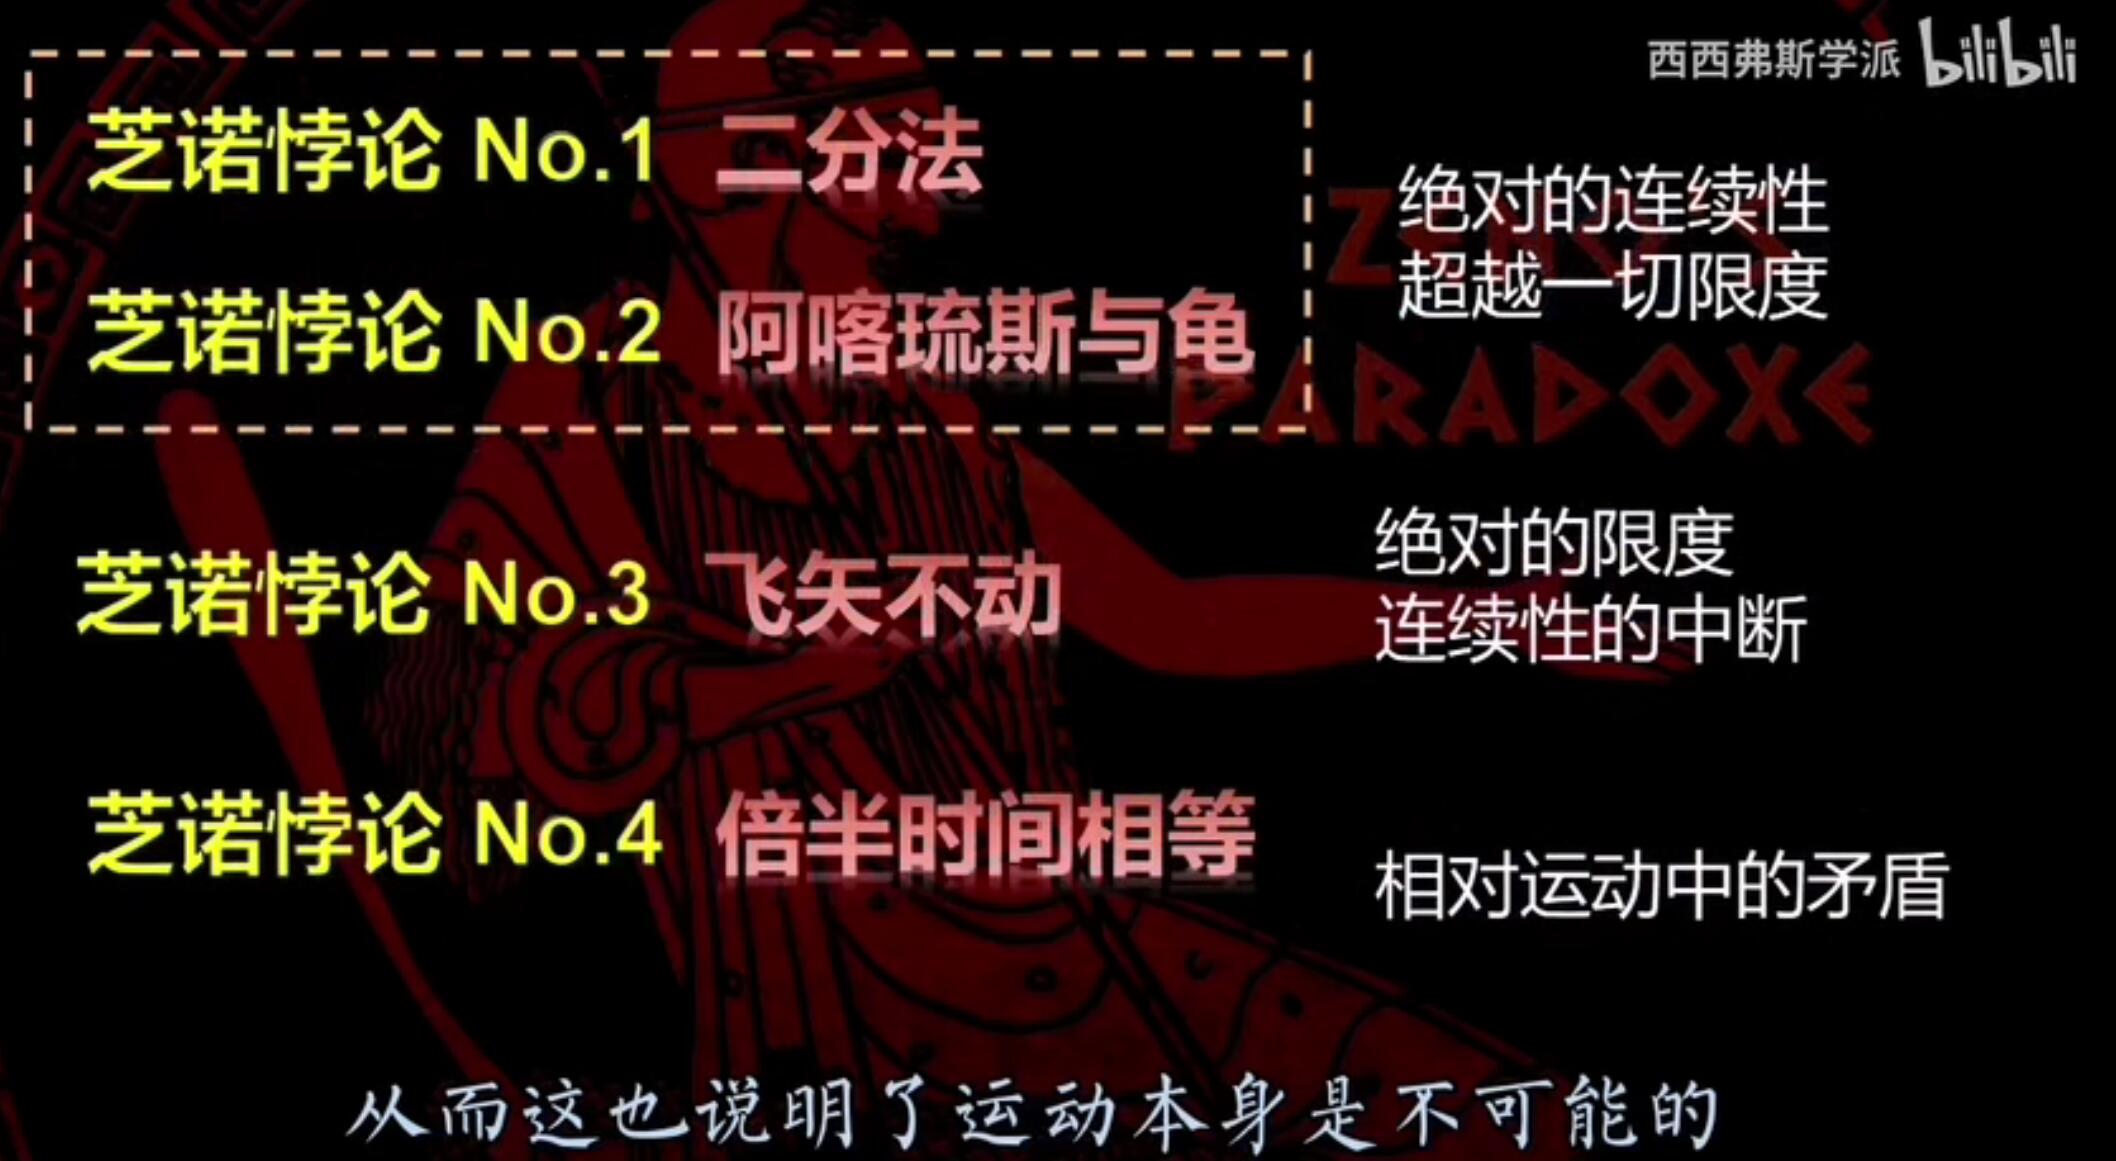 西西弗斯学派 bilibili
芝诺悖论 No.1 二分法
绝对的连续性
超越一切限度
芝诺悖论 No.2 阿喀琉斯与龟
PARADOXE
绝对的限度
芝诺悖论 No.3 飞矢不动
连续性的中断
芝诺悖论 No.4 倍半时间相等
相对运动中的矛盾
从而这也说明了运动本身是不可能的